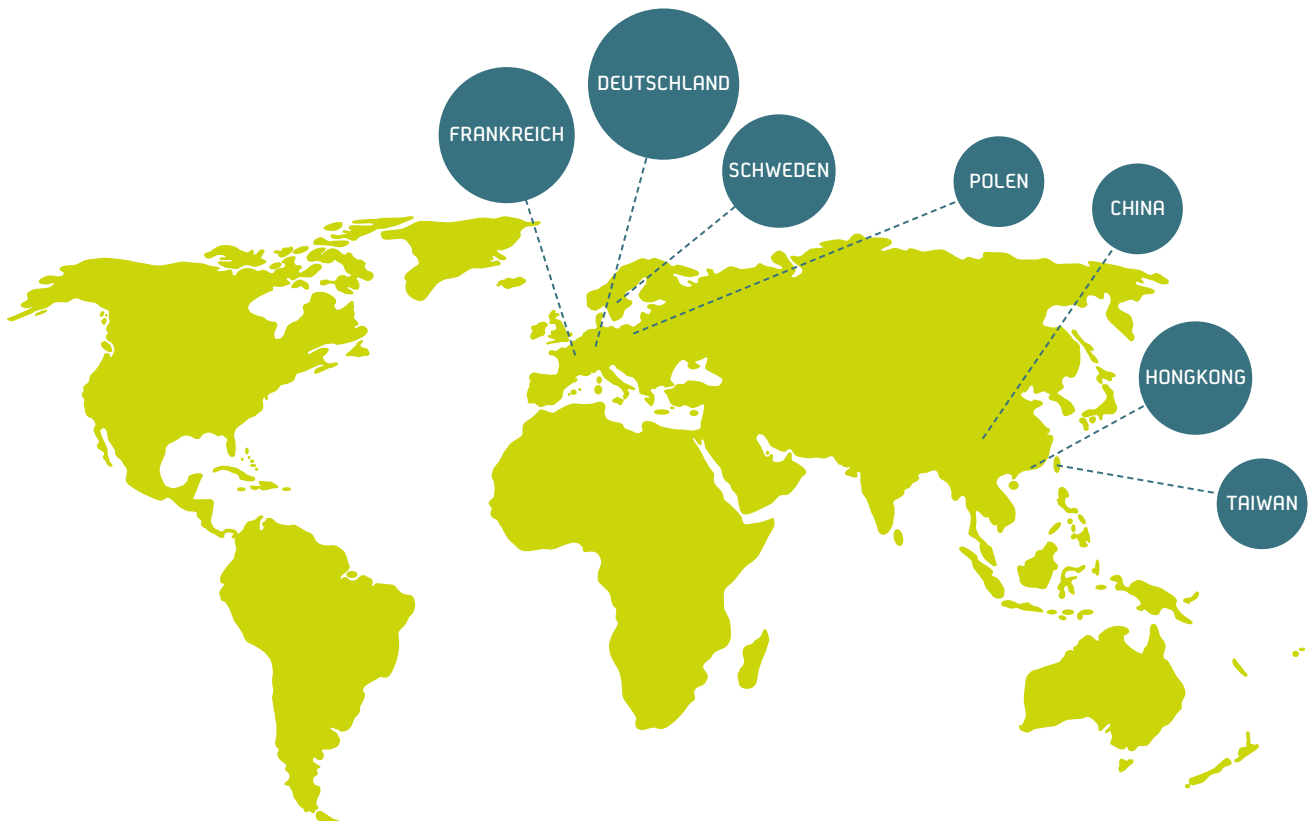 DEUTSCHLAND
FRANKREICH
SCHWEDEN
POLEN
CHINA
HONGKONG
TAIWAN